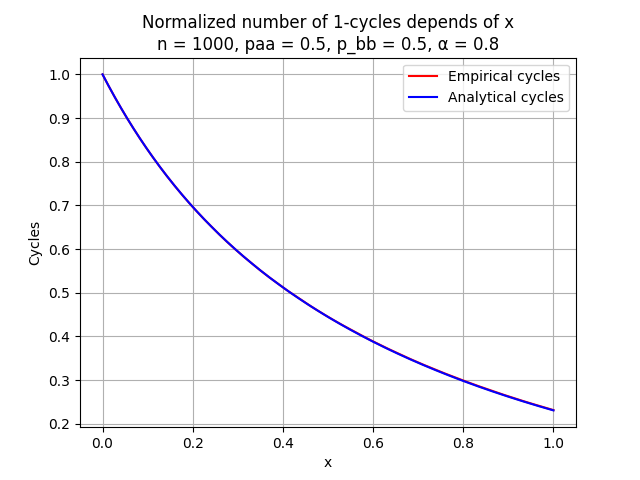 Normalized number of 1-cycles depends of x
n = 1000, paa = 0.5, p_bb = 0.5, α = 0.8
Empirical cycles
Analytical cycles
1.0
0.9
0.8
0.7
0.6
0.5
0.4
0.3
0.2
Cycles
0.0
0.2
0.4
0.6
0.8
1.0
x